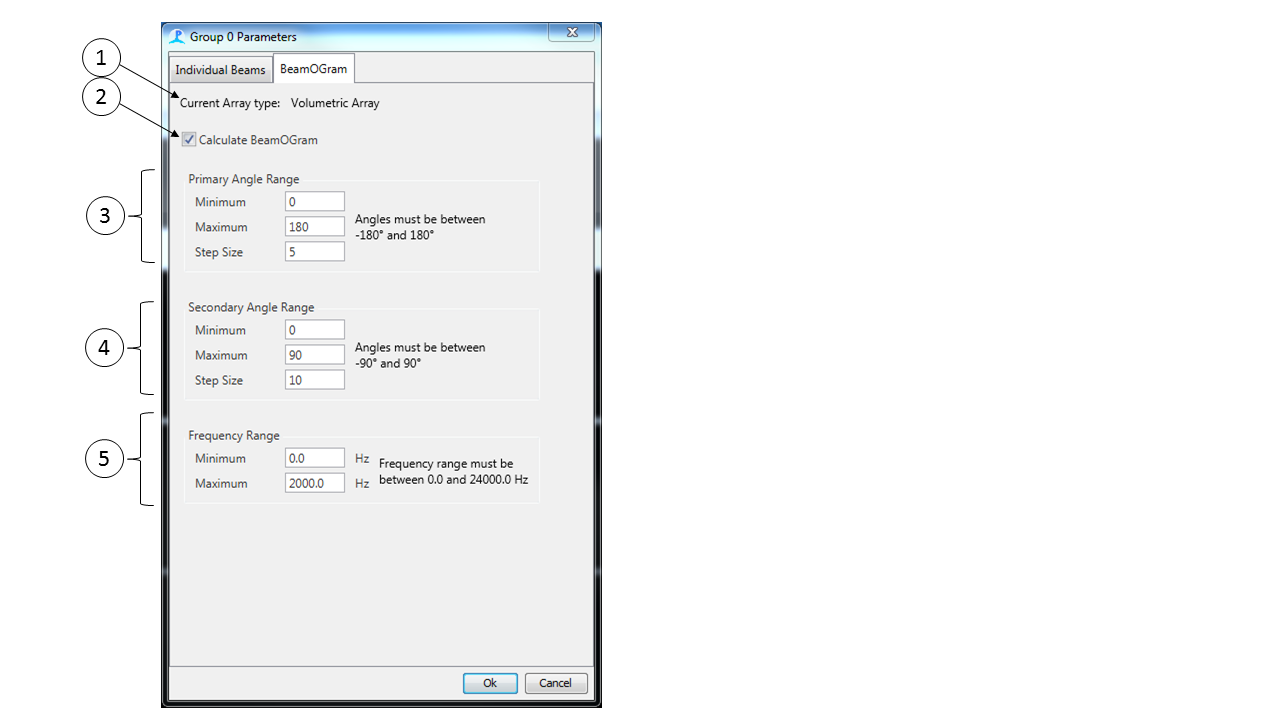 Group 0 Parameters
1
Individual Beams BeamOGram
2
Current Array type: Volumetric Array
Calculate BeamOGram
3
Primary Angle Range
Minimum 0
Maximum 180
Step Size 5
Angles must be between
-180° and 180°
4
Secondary Angle Range
Minimum 0
Maximum 90
Step Size 10
Angles must be between
-90° and 90°
5
Frequency Range
Minimum 0.0 Hz
Maximum 2000.0 Hz
Frequency range must be
between 0.0 and 24000.0 Hz
Ok Cancel